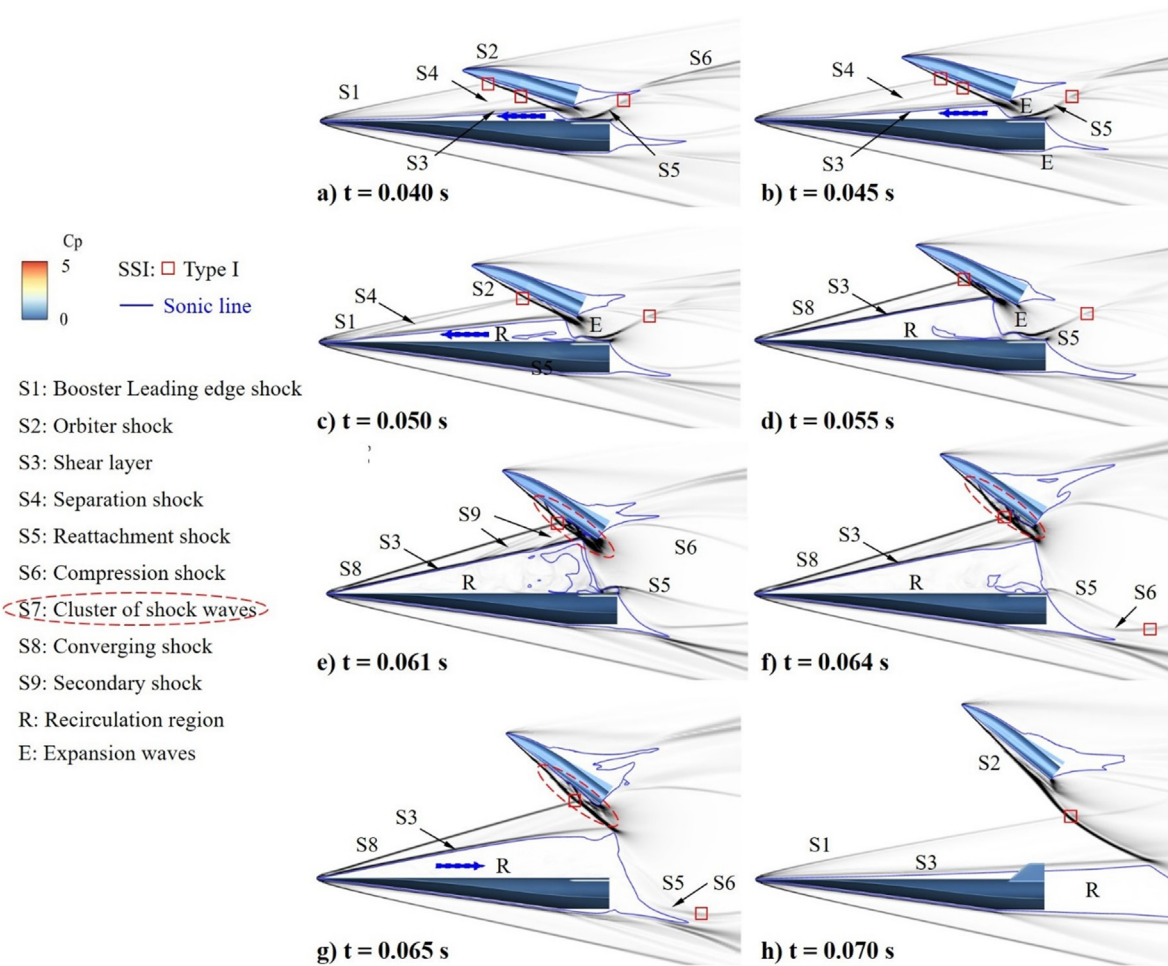 S2
S6
S4
S1
S3
S5
a) t = 0.040 s
S4
E
S5
S3
E
b) t = 0.045 s
Cp
5
0
SSI: Type I
Sonic line
S1: Booster Leading edge shock
S2: Orbiter shock
S3: Shear layer
S4: Separation shock
S5: Reattachment shock
S6: Compression shock
S7: Cluster of shock waves
S8: Converging shock
S9: Secondary shock
R: Recirculation region
E: Expansion waves
S2
S4
S1
E
R
S5
c) t = 0.050 s
S3
S8
E
R
S5
d) t = 0.055 s
S9
S3
S6
S8
R
S5
e) t = 0.061 s
S3
S8
R
S5
S6
f) t = 0.064 s
S3
S8
R
S5 S6
g) t = 0.065 s
S2
S1
S3
R
h) t = 0.070 s